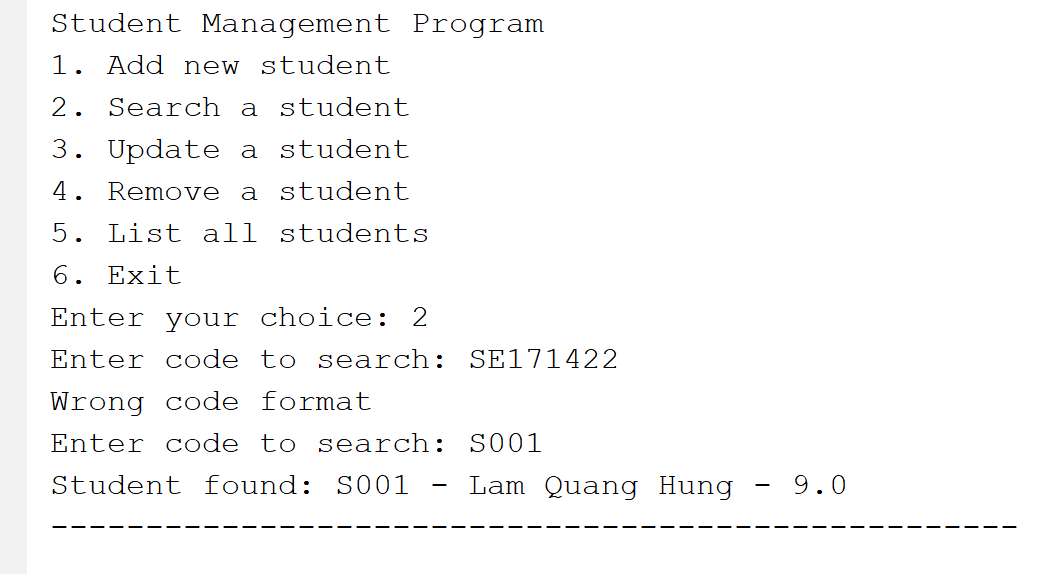 Student Management Program
1. Add new student
2. Search a student
3. Update a student
4. Remove a student
5. List all students
6. Exit
Enter your choice: 2
Enter code to search: SE171422
Wrong code format
Enter code to search: S001
Student found: S001 - Lam Quang Hung - 9.0
---------------------------------------------------